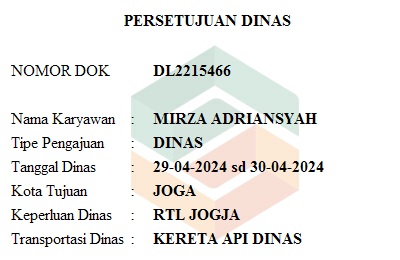 PERSETUJUAN DINAS
NOMOR DOK DL2215466
Nama Karyawan : MIRZA ADRIANSYAH
Tipe Pengajuan : DINAS
Tanggal Dinas : 29-04-2024 sd 30-04-2024
Kota Tujuan : JOGA
Keperluan Dinas : RTL JOGJA
Transportasi Dinas : KERETA API DINAS